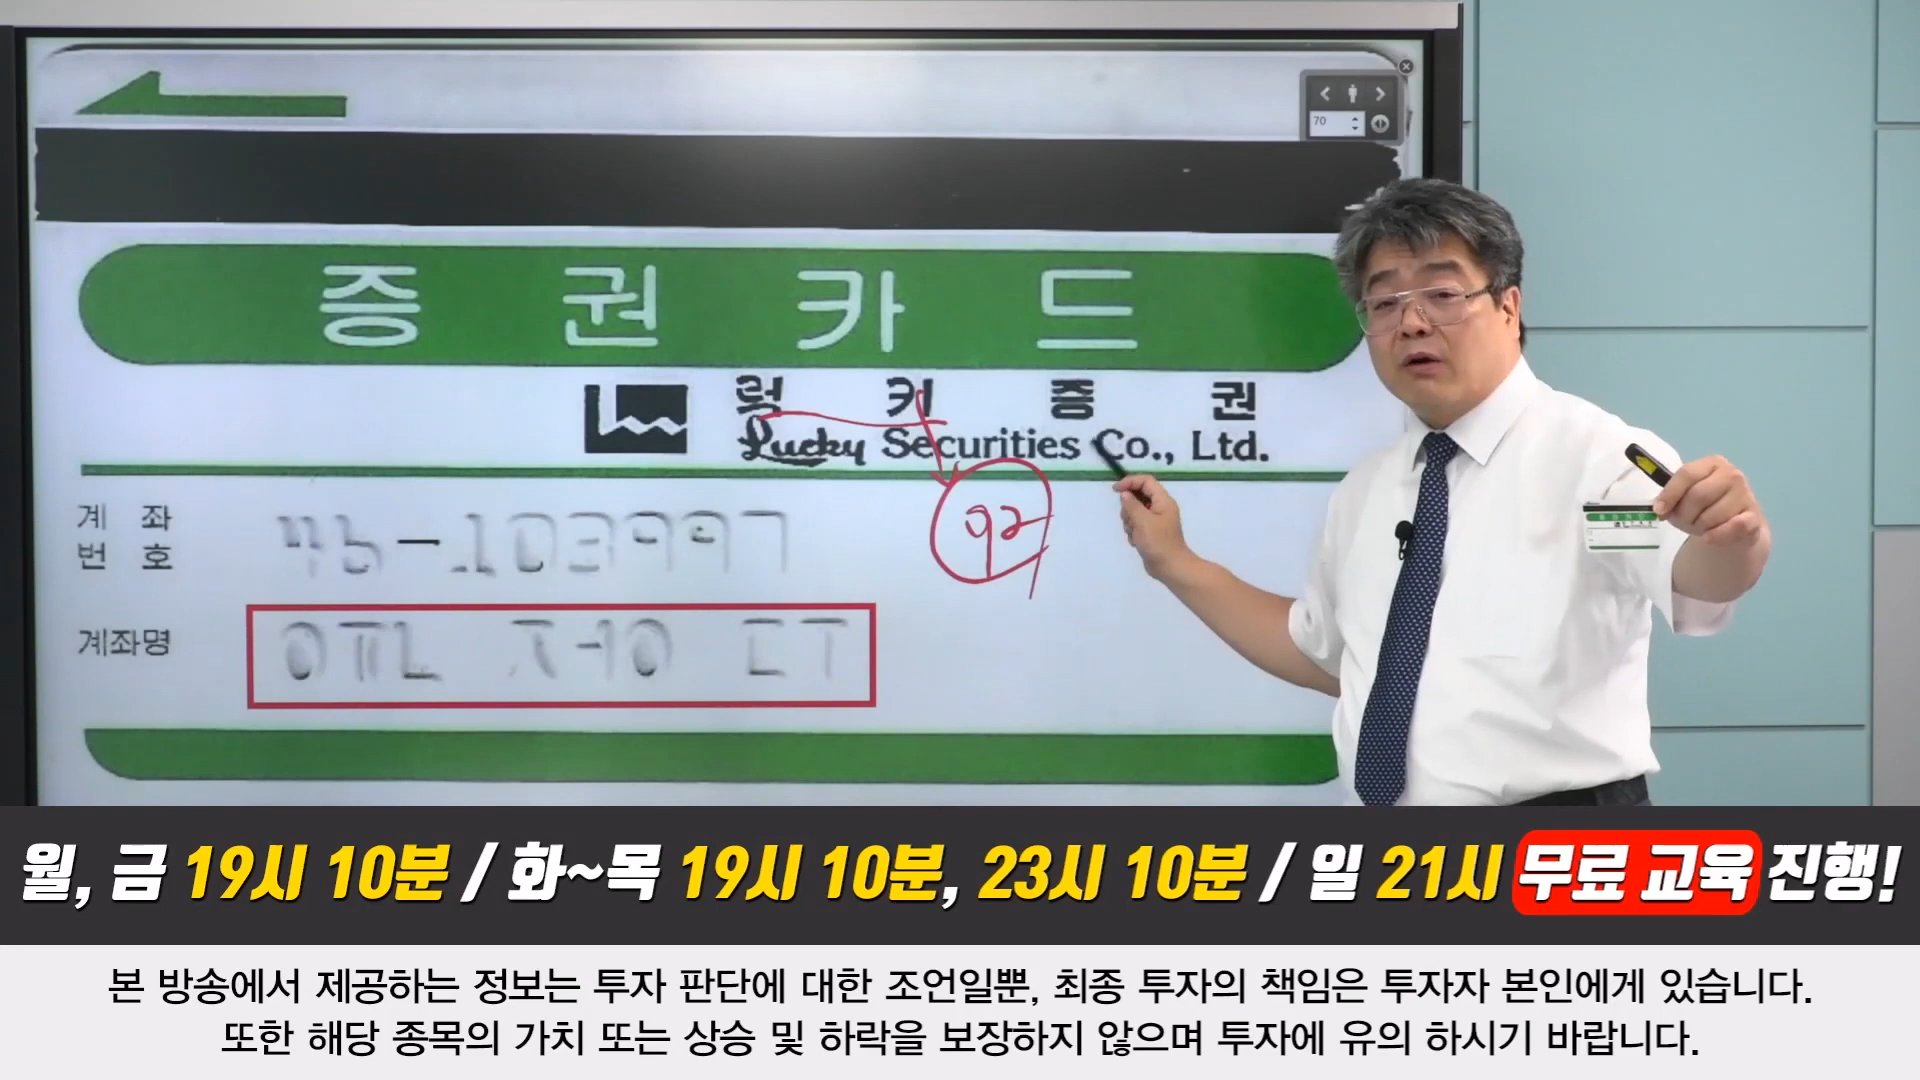 70
증 권 카 드
럭 키 증 권
Lucky Securities Co., Ltd.
92
계 좌
번 호
46-103997
계좌명
월, 금 19시 10분 / 화~목 19시 10분, 23시 10분 / 일 21시 무료 교육 진행!
본 방송에서 제공하는 정보는 투자 판단에 대한 조언일뿐, 최종 투자의 책임은 투자자 본인에게 있습니다.
또한 해당 종목의 가치 또는 상승 및 하락을 보장하지 않으며 투자에 유의 하시기 바랍니다.